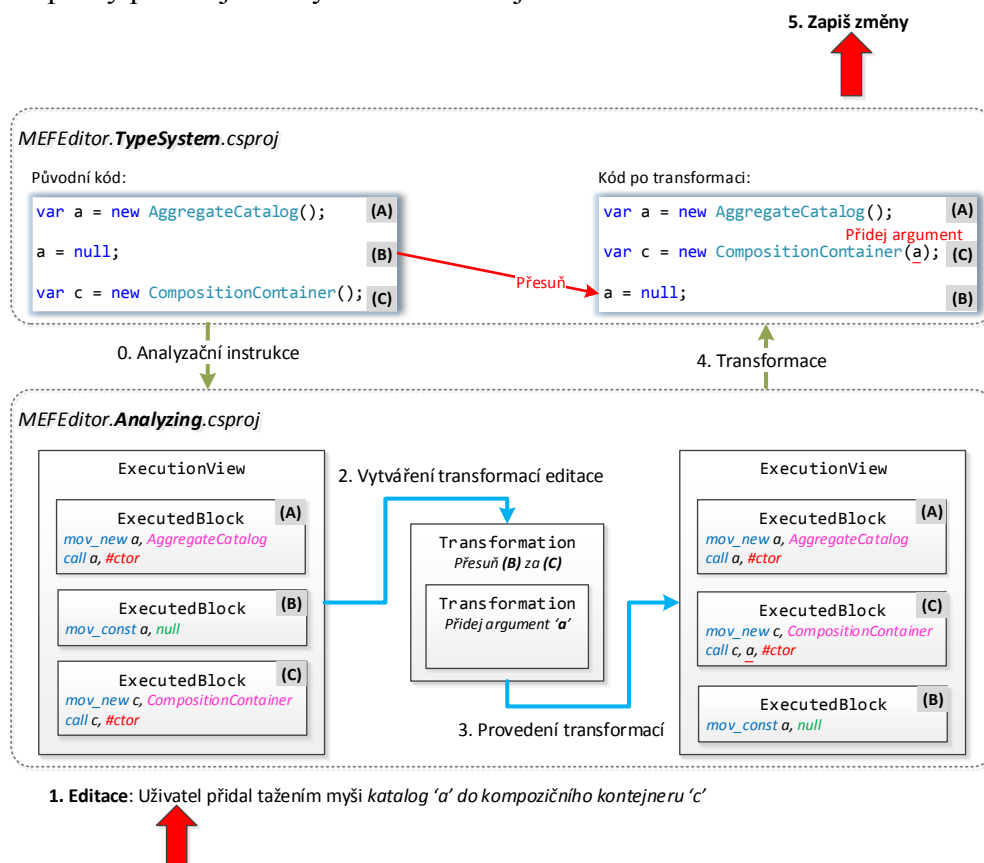 5. Zapiš změny
MEFEditor.TypeSystem.csproj
Původní kód:
var a = new AggregateCatalog(); (A)
a = null; (B)
var c = new CompositionContainer(); (C)
Přesuň
Kód po transformaci:
var a = new AggregateCatalog(); (A)
Přidej argument
var c = new CompositionContainer(a); (C)
a = null; (B)
0. Analyzační instrukce
4. Transformace
MEFEditor.Analyzing.csproj
ExecutionView
ExecutedBlock (A)
mov_new a, AggregateCatalog
call a, #ctor
ExecutedBlock (B)
mov_const a, null
ExecutedBlock (C)
mov_new c, CompositionContainer
call c, #ctor
2. Vytváření transformací editace
Transformation
Přesuň (B) za (C)
Transformation
Přidej argument ‘a’
3. Provedení transformací
ExecutionView
ExecutedBlock (A)
mov_new a, AggregateCatalog
call a, #ctor
ExecutedBlock (C)
mov_new c, CompositionContainer
call c, a, #ctor
ExecutedBlock (B)
mov_const a, null
1. Editace: Uživatel přidal tažením myši katalog ‘a’ do kompozičního kontejneru ‘c’